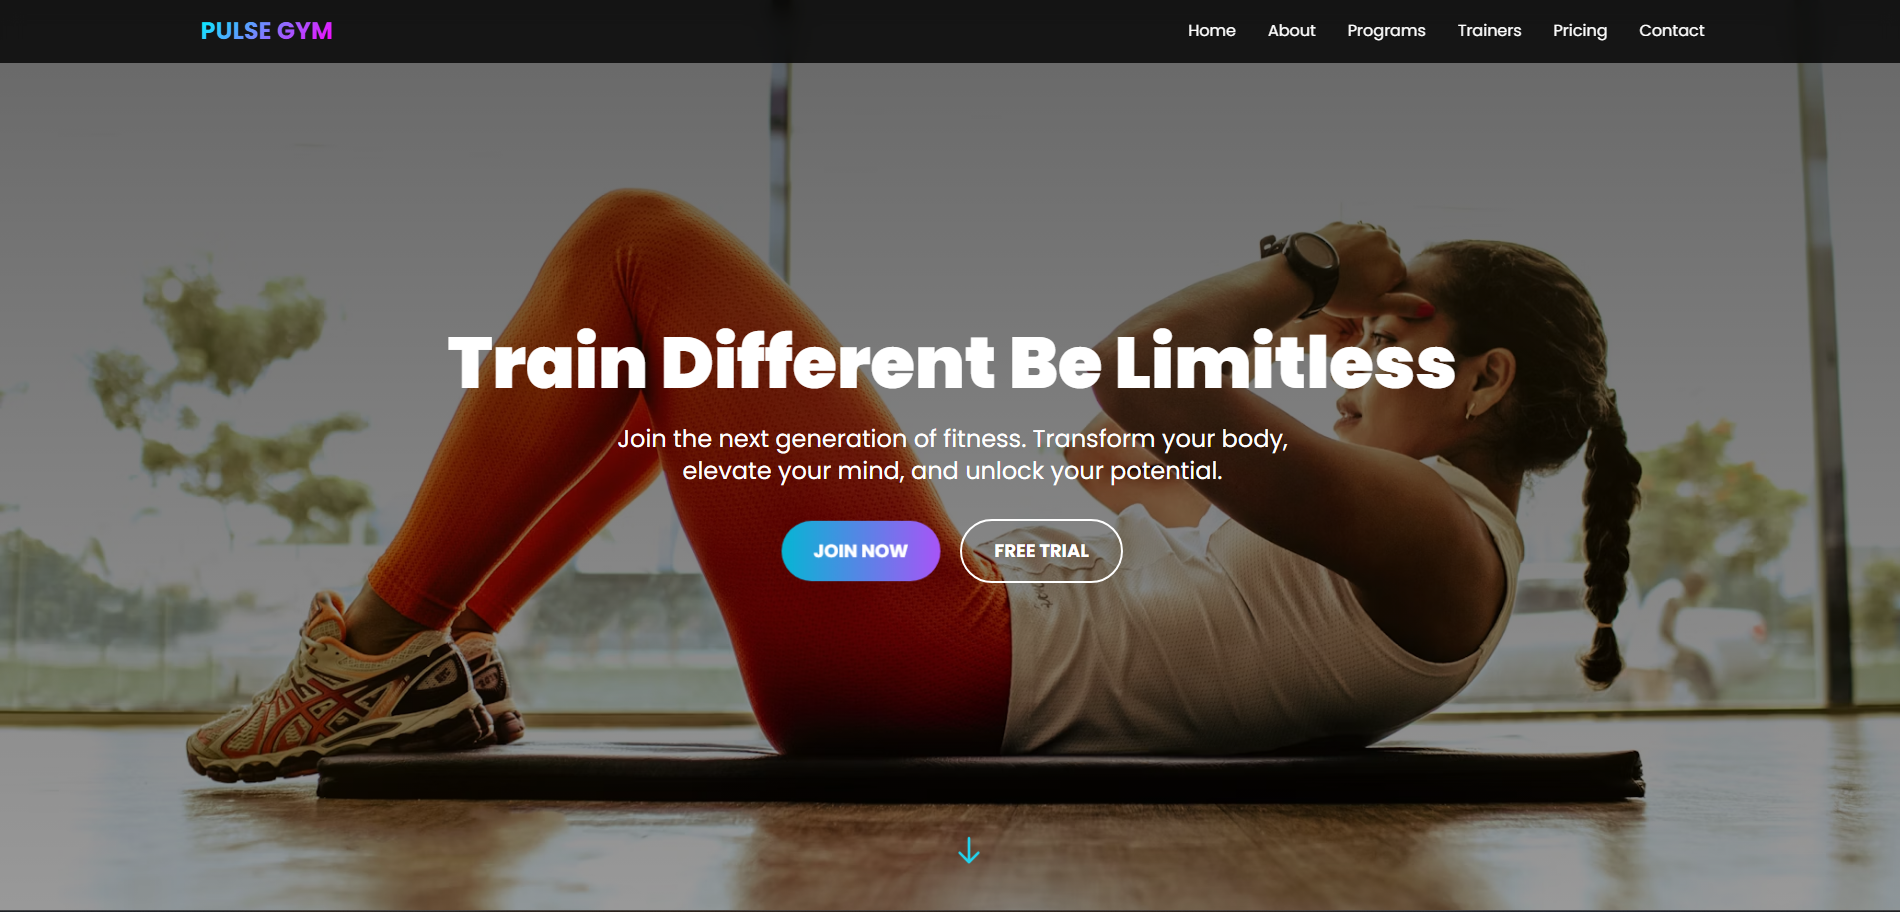 PULSE GYM
Home About Programs Trainers Pricing Contact
Train Different Be Limitless
Join the next generation of fitness. Transform your body,
elevate your mind, and unlock your potential.
JOIN NOW
FREE TRIAL